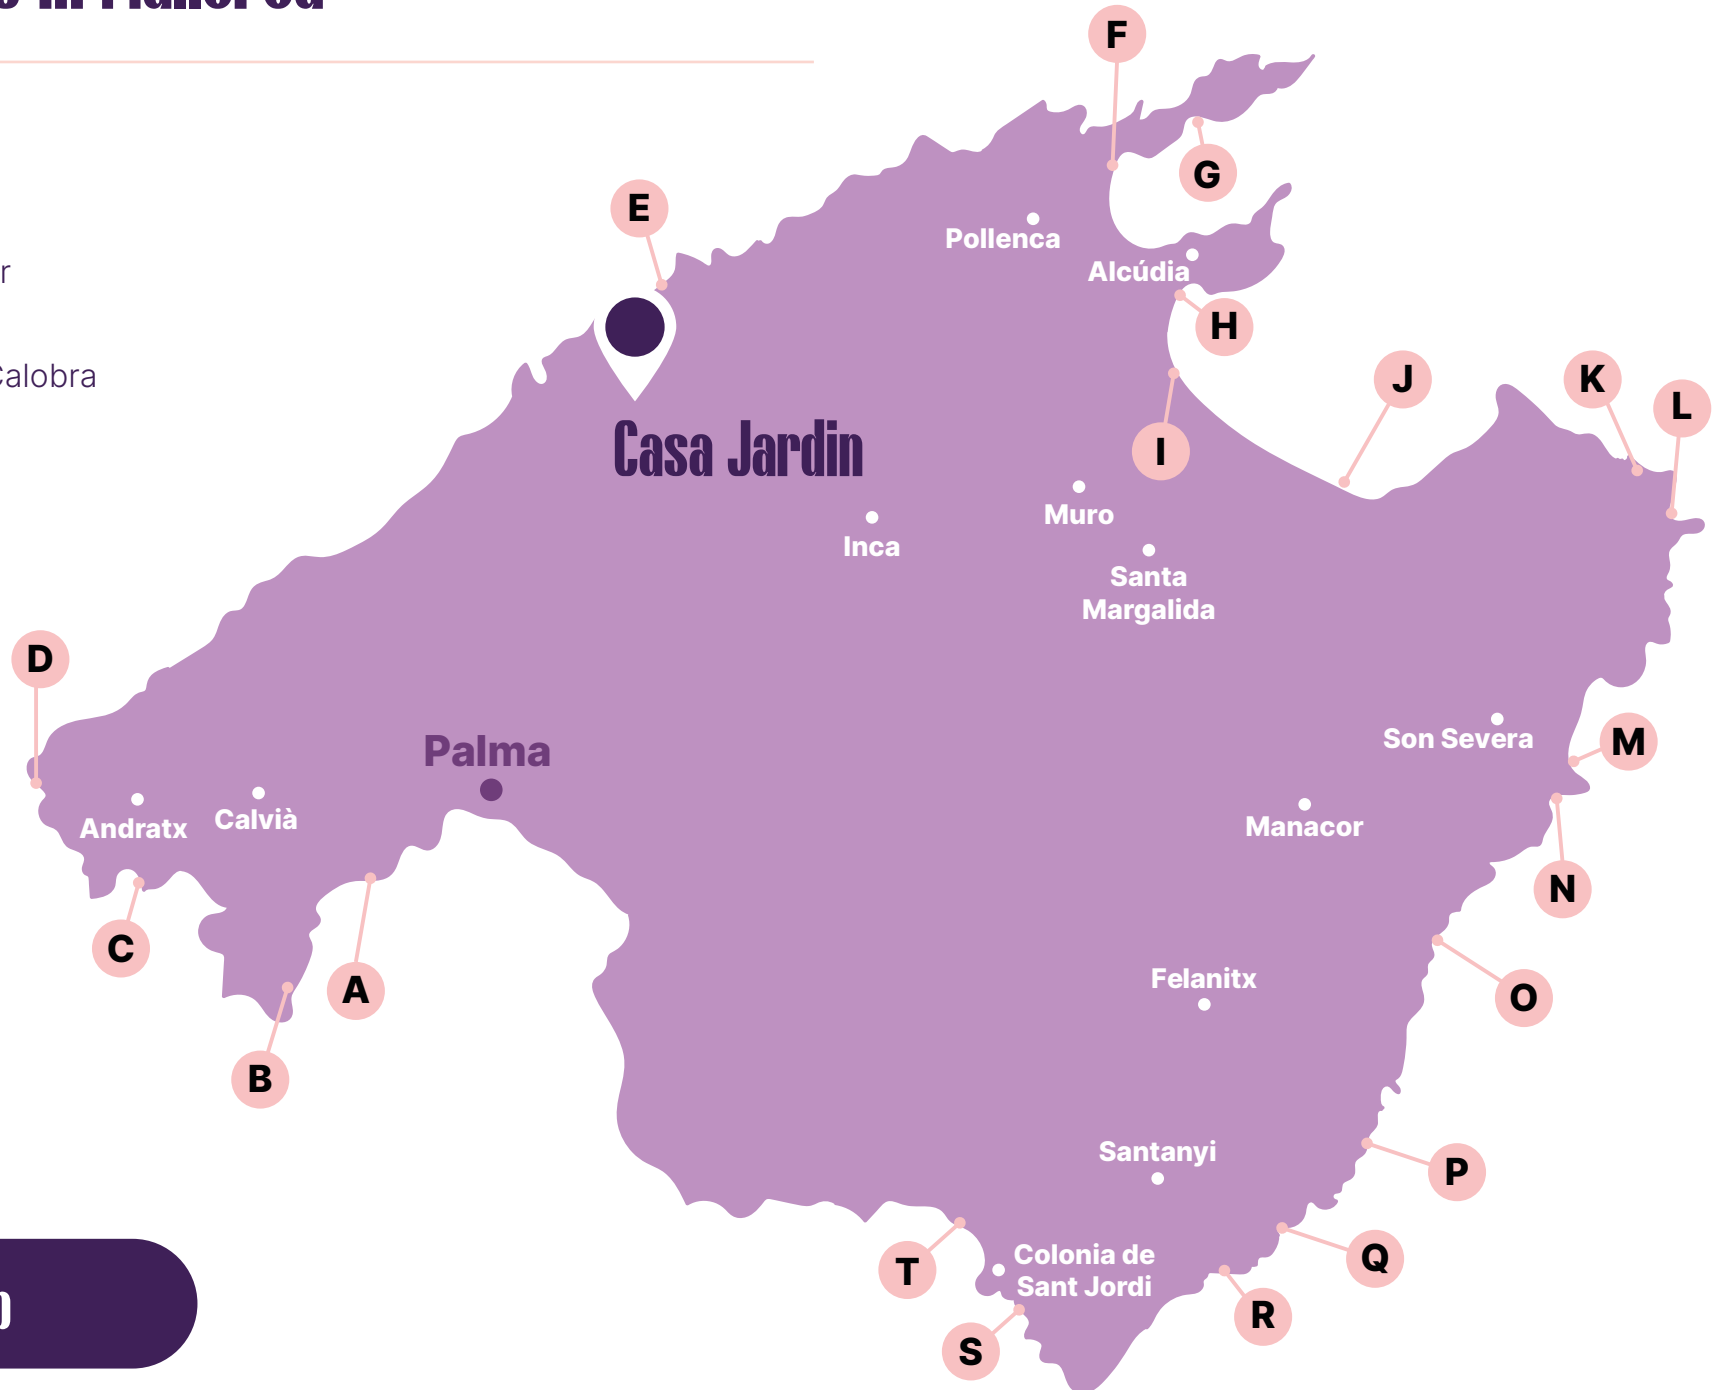 F
G
E
Pollenca
Alcúdia
r
H
Calobra
J
K
L
Casa Jardin
I
Muro
Inca
Santa
Margalida
D
Palma
Son Severa
M
Andratx
Calvià
Manacor
N
C
A
Felanitx
O
B
Santanyi
P
T
Colonia de
Sant Jordi
Q
R
S